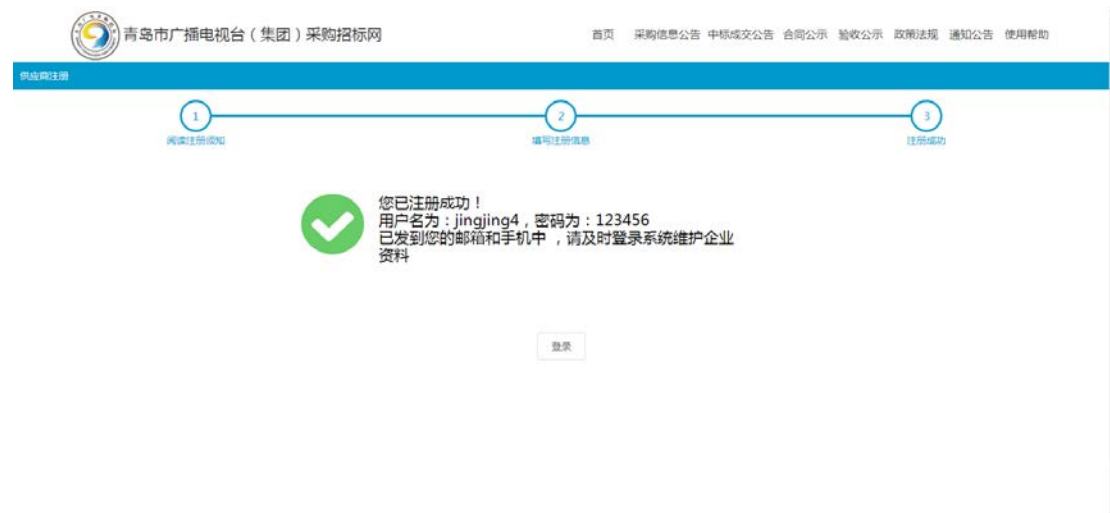 青岛市广播电视台(集团)采购招标网
首页 采购信息公告 中标成交公告 合同公示 验收公示 政策法规 通知公告 使用帮助
供应商注册
1 2 3
阅读注册须知 填写注册信息 注册成功
您已注册成功!
用户名为:jingjing4,密码为:123456
已发到您的邮箱和手机中 ,请及时登录系统维护企业
资料
登录